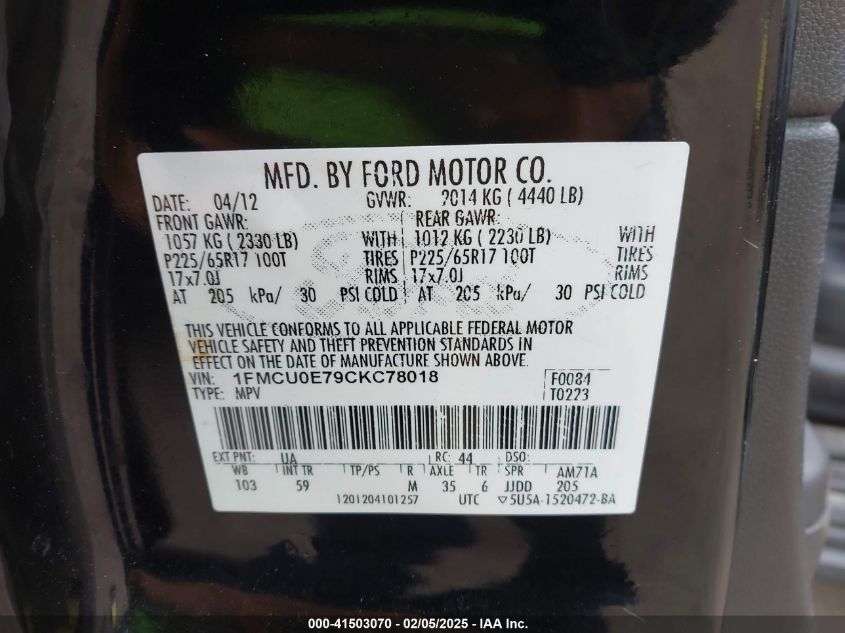 MFD. BY FORD MOTOR CO.
DATE: 04/12 GVWR: 2014 KG ( 4440 LB)
FRONT GAWR: REAR GAWR:
1057 KG ( 2330 LB) WITH 1012 KG ( 2230 LB) WITH
P225/65R17 100T TIRES P225/65R17 100T TIRES
17x7.0J RIMS 17x7.0J RIMS
AT 205 kPa/ 30 PSI COLD AT 205 kPa/ 30 PSI COLD
THIS VEHICLE CONFORMS TO ALL APPLICABLE FEDERAL MOTOR
VEHICLE SAFETY AND THEFT PREVENTION STANDARDS IN
EFFECT ON THE DATE OF MANUFACTURE SHOWN ABOVE.
VIN: 1FMCU0E79CKC78018 F0084
TYPE: MPV T0223
EXT PNT: UA RC: 44 DSO:
WB INT TR TP/PS R AXLE TR SPR AM71A
103 59 M 35 6 JJDD 205
1201204101257 UTC ▽5U5A-1520472-BA
000-41503070 - 02/05/2025 - IAA Inc.